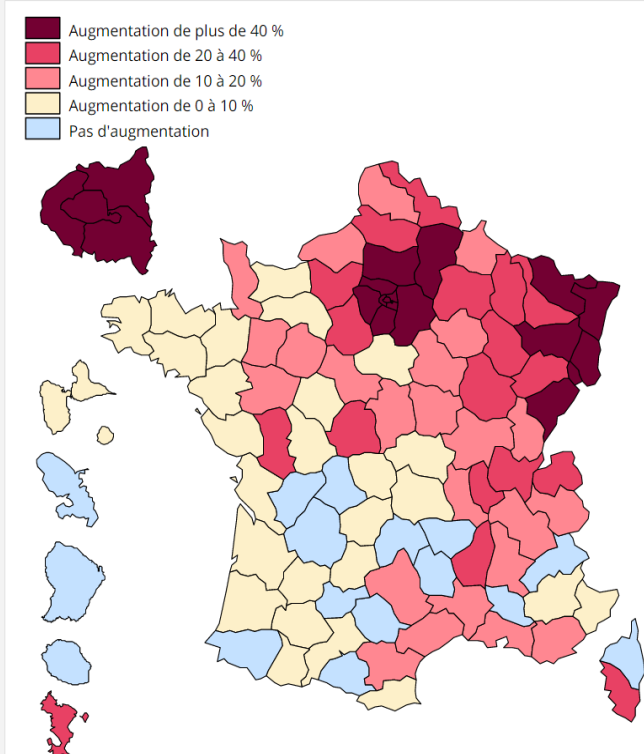 Augmentation de plus de 40 %
Augmentation de 20 à 40 %
Augmentation de 10 à 20 %
Augmentation de 0 à 10 %
Pas d'augmentation